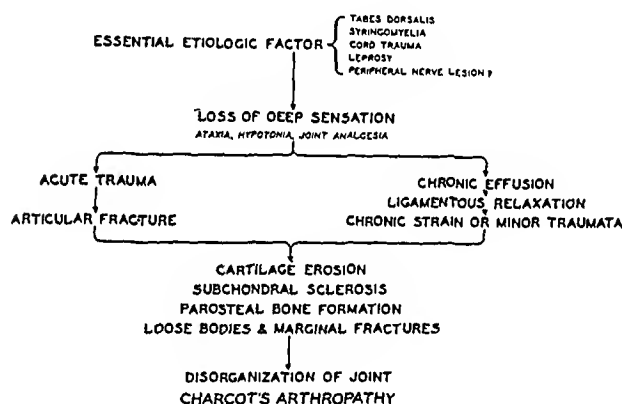 TABES DORSALIS
SYRINGOMYELIA
ESSENTIAL ETIOLOGIC FACTOR
CORD TRAUMA
LEPROSY
PERIPHERAL NERVE LESION ?
LOSS OF DEEP SENSATION
ATAXIA, HYPOTONIA, JOINT ANALGESIA
ACUTE TRAUMA
ARTICULAR FRACTURE
CHRONIC EFFUSION
LIGAMENTOUS RELAXATION
CHRONIC STRAIN OR MINOR TRAUMATA
CARTILAGE EROSION
SUBCHONDRAL SCLEROSIS
PAROSTEAL BONE FORMATION
LOOSE BODIES & MARGINAL FRACTURES
DISORGANIZATION OF JOINT
CHARCOT'S ARTHROPATHY